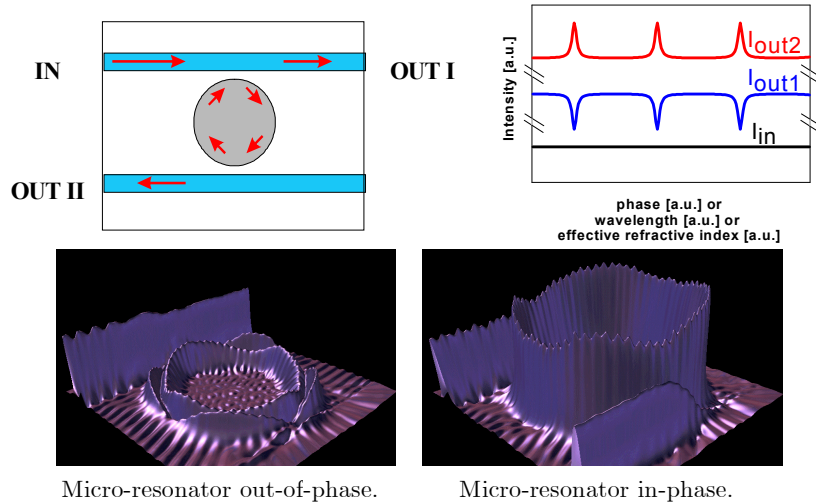 IN
OUT I
OUT II
Intensity [a.u.]
Iout2
Iout1
Iin
phase [a.u.] or
wavelength [a.u.] or
effective refractive index [a.u.]
Micro-resonator out-of-phase.
Micro-resonator in-phase.